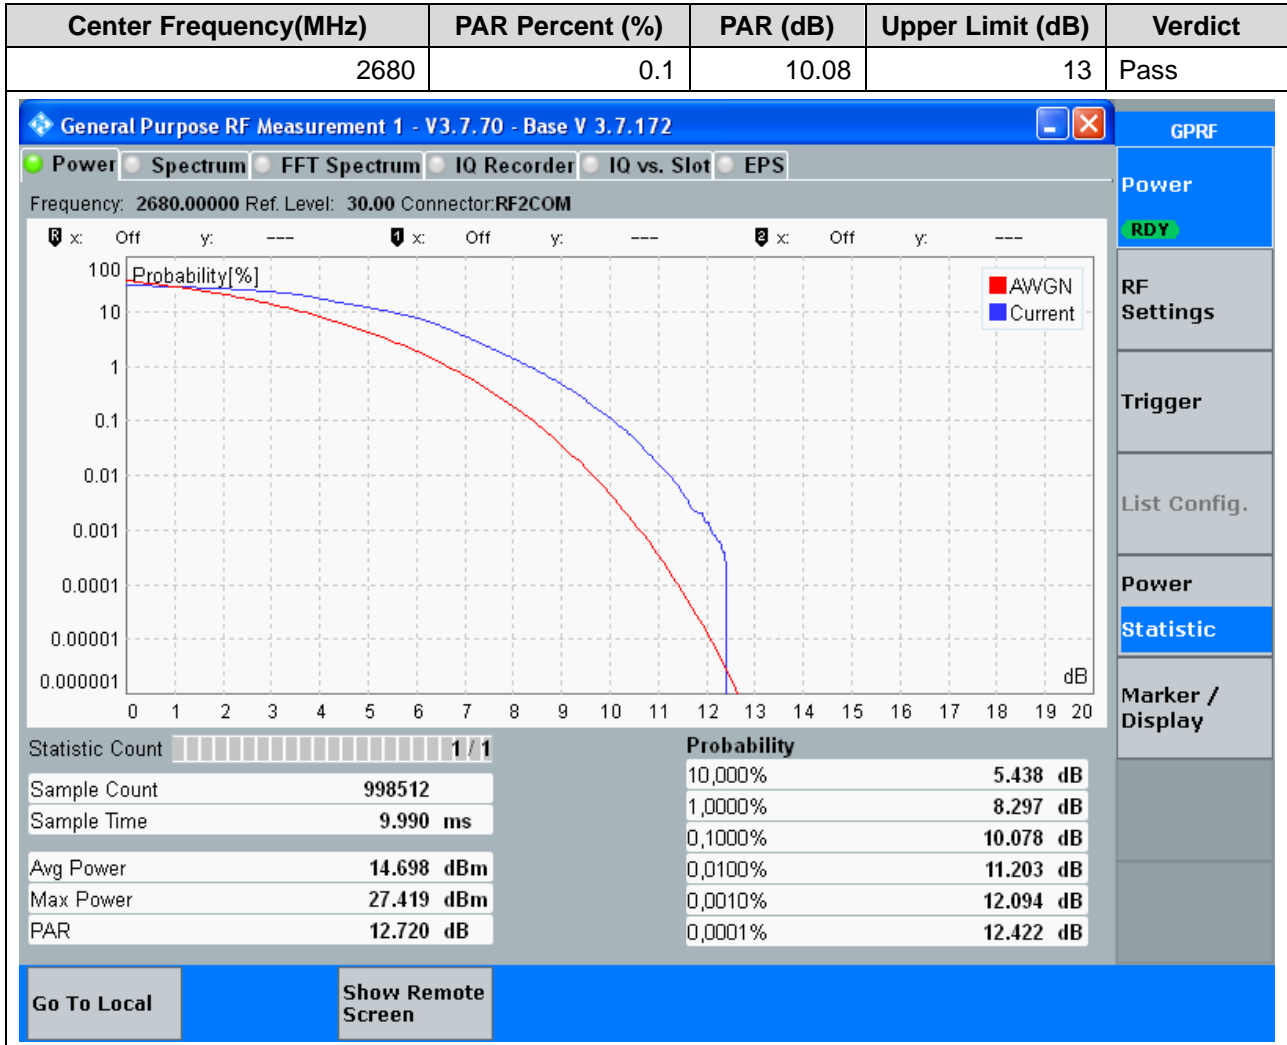 Center Frequency(MHz) PAR Percent (%) PAR (dB) Upper Limit (dB) Verdict
2680 0.1 10.08 13 Pass
General Purpose RF Measurement 1 - V3.7.70 - Base V 3.7.172
GPRF
Power Spectrum FFT Spectrum IQ Recorder IQ vs. Slot EPS
Frequency: 2680.00000 Ref. Level: 30.00 Connector:RF2COM
R x: Off y: --- 1 x: Off y: --- 2 x: Off y: ---
Probability[%]
AWGN
Current
100
10
1
0.1
0.01
0.001
0.0001
0.00001
0.000001
dB
0 1 2 3 4 5 6 7 8 9 10 11 12 13 14 15 16 17 18 19 20
Statistic Count 1 / 1
Sample Count 998512
Sample Time 9.990 ms
Avg Power 14.698 dBm
Max Power 27.419 dBm
PAR 12.720 dB
Probability
10,000% 5.438 dB
1,0000% 8.297 dB
0,1000% 10.078 dB
0,0100% 11.203 dB
0,0010% 12.094 dB
0,0001% 12.422 dB
Power
RDY
RF
Settings
Trigger
List Config.
Power
Statistic
Marker /
Display
Go To Local
Show Remote
Screen